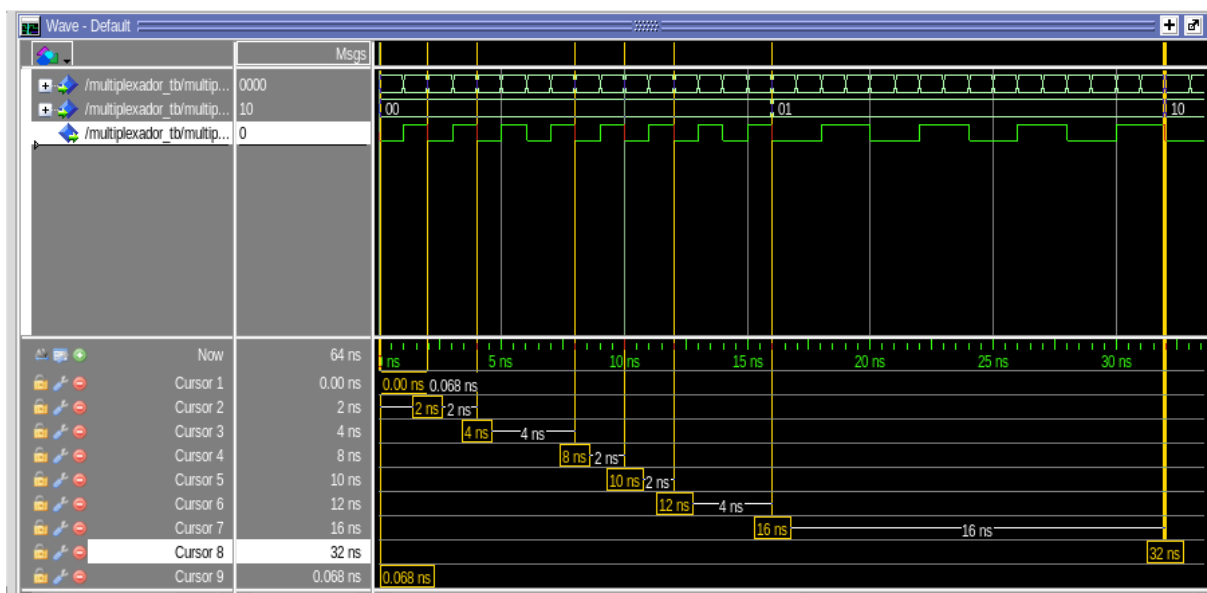 Wave - Default
Msgs
/multiplexador_tb/multip... 0000
/multiplexador_tb/multip... 10 00 01 10
/multiplexador_tb/multip... 0
Now 64 ns ns 5 ns 10 ns 15 ns 20 ns 25 ns 30 ns
Cursor 1 0.00 ns 0.00 ns 0.068 ns
Cursor 2 2 ns 2 ns 2 ns
Cursor 3 4 ns 4 ns 4 ns
Cursor 4 8 ns 8 ns 2 ns
Cursor 5 10 ns 10 ns 2 ns
Cursor 6 12 ns 12 ns 4 ns
Cursor 7 16 ns 16 ns 16 ns
Cursor 8 32 ns 32 ns
Cursor 9 0.068 ns 0.068 ns